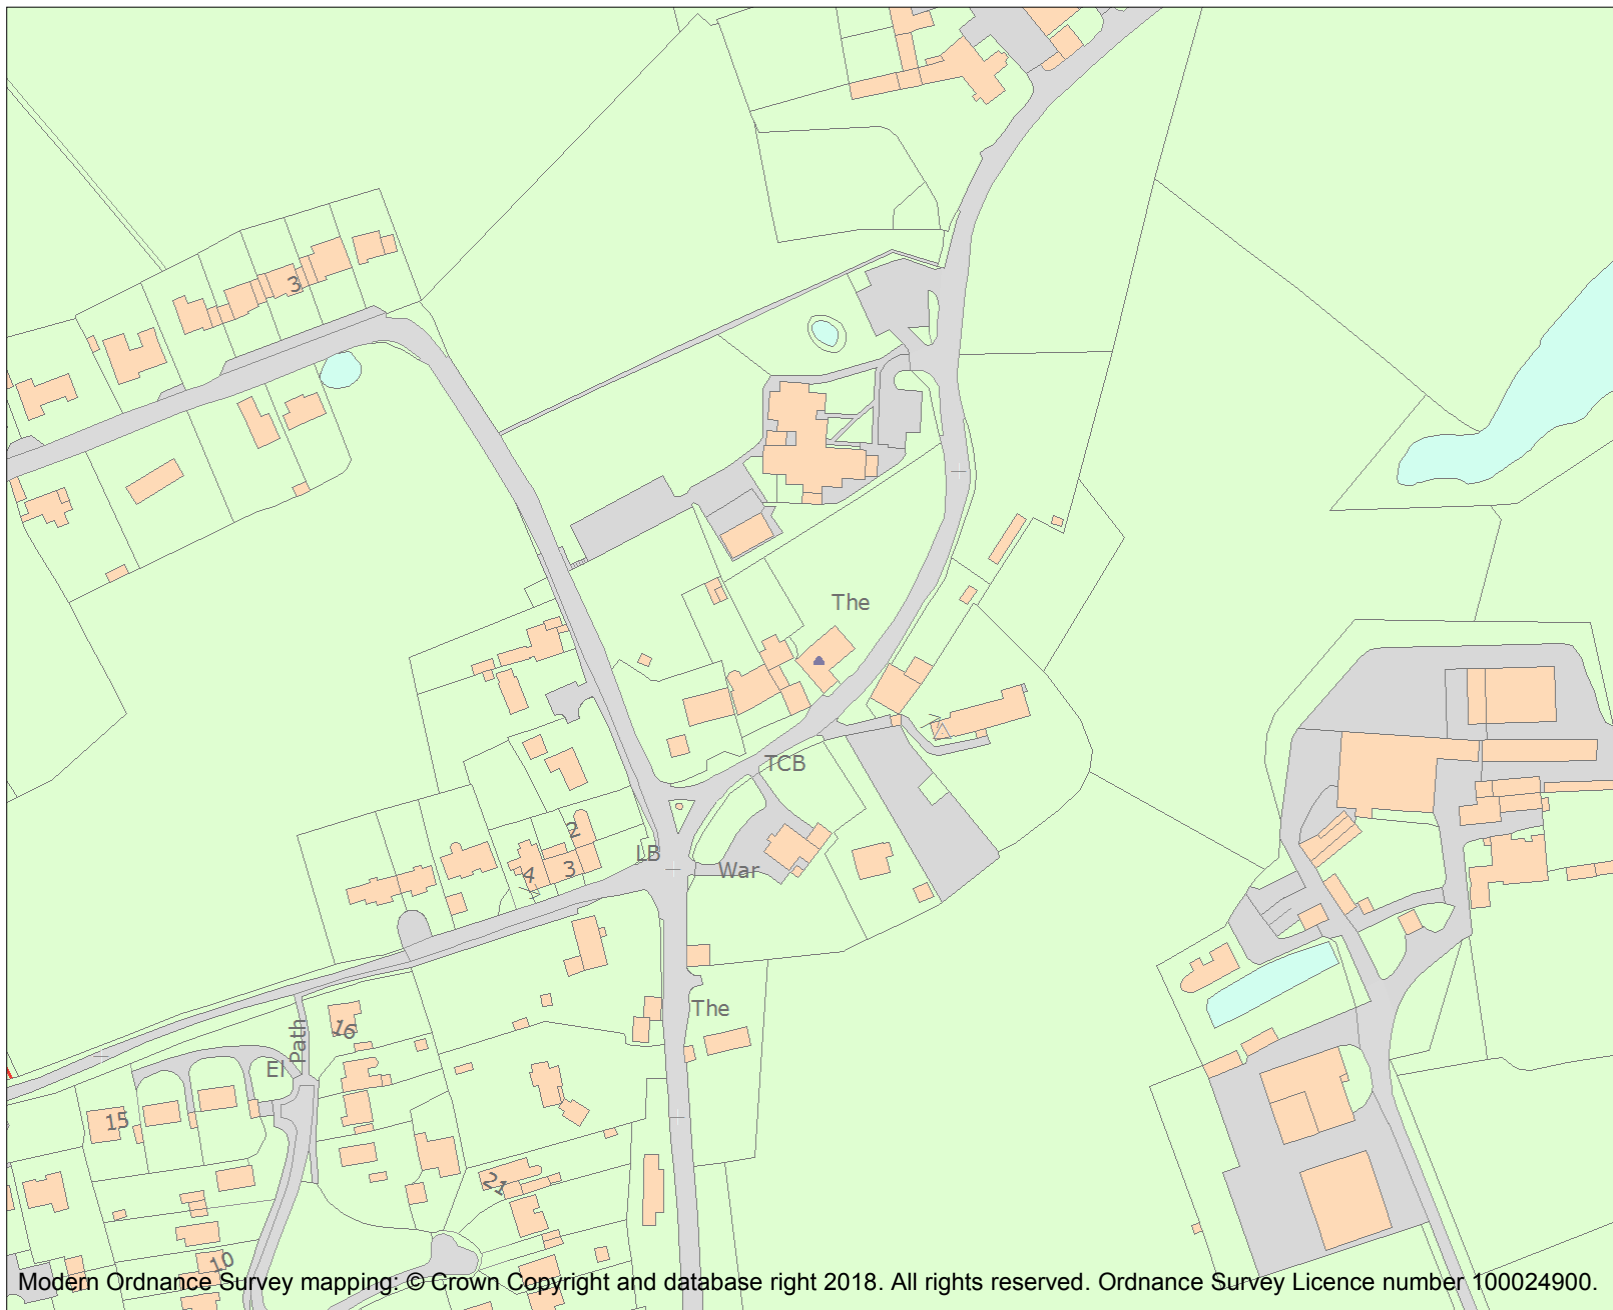 3
The
TCB
2
LB
3
4
War
The
16
Path
El
15
21
10
Modern Ordnance Survey mapping: © Crown Copyright and database right 2018. All rights reserved. Ordnance Survey Licence number 100024900.